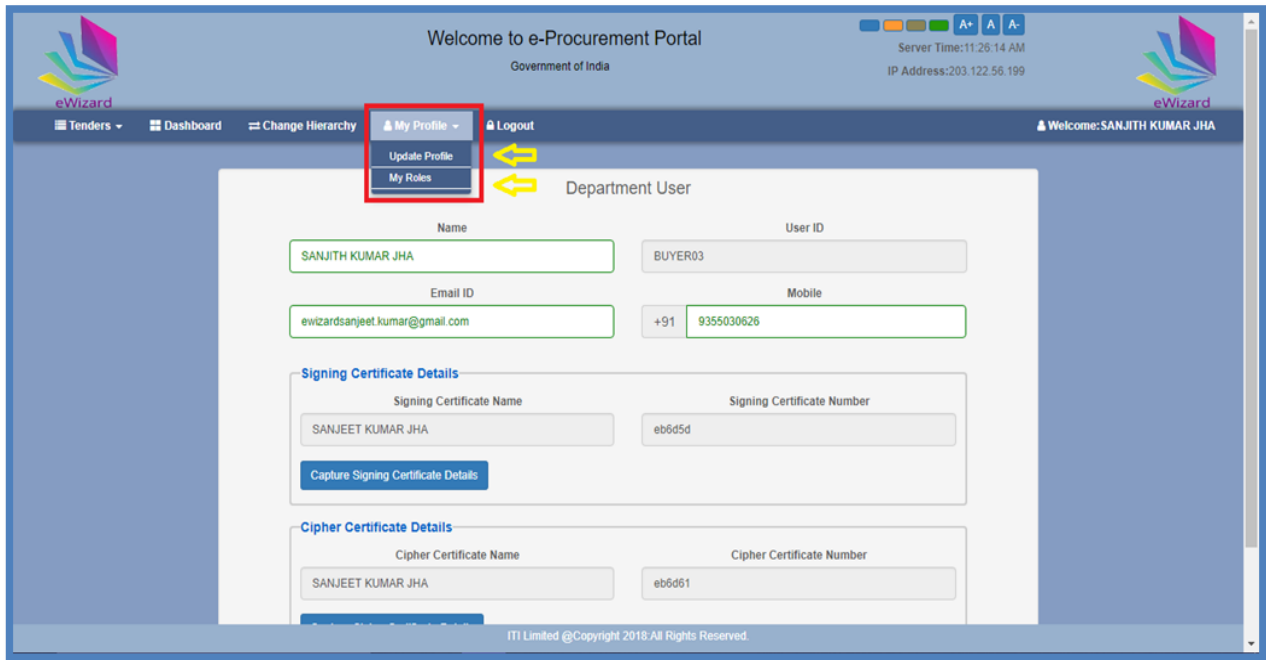 Welcome to e-Procurement Portal
Government of India
A+ A A-
Server Time:11:26:14 AM
IP Address:203.122.56.199
eWizard
eWizard
Tenders Dashboard Change Hierarchy My Profile Logout Welcome:SANJITH KUMAR JHA
Update Profile
My Roles
Department User
Name User ID
SANJITH KUMAR JHA BUYER03
Email ID Mobile
ewizardsanjeet.kumar@gmail.com +91 9355030626
Signing Certificate Details
Signing Certificate Name Signing Certificate Number
SANJEET KUMAR JHA eb6d5d
Capture Signing Certificate Details
Cipher Certificate Details
Cipher Certificate Name Cipher Certificate Number
SANJEET KUMAR JHA eb6d61
ITI Limited @Copyright 2018:All Rights Reserved.